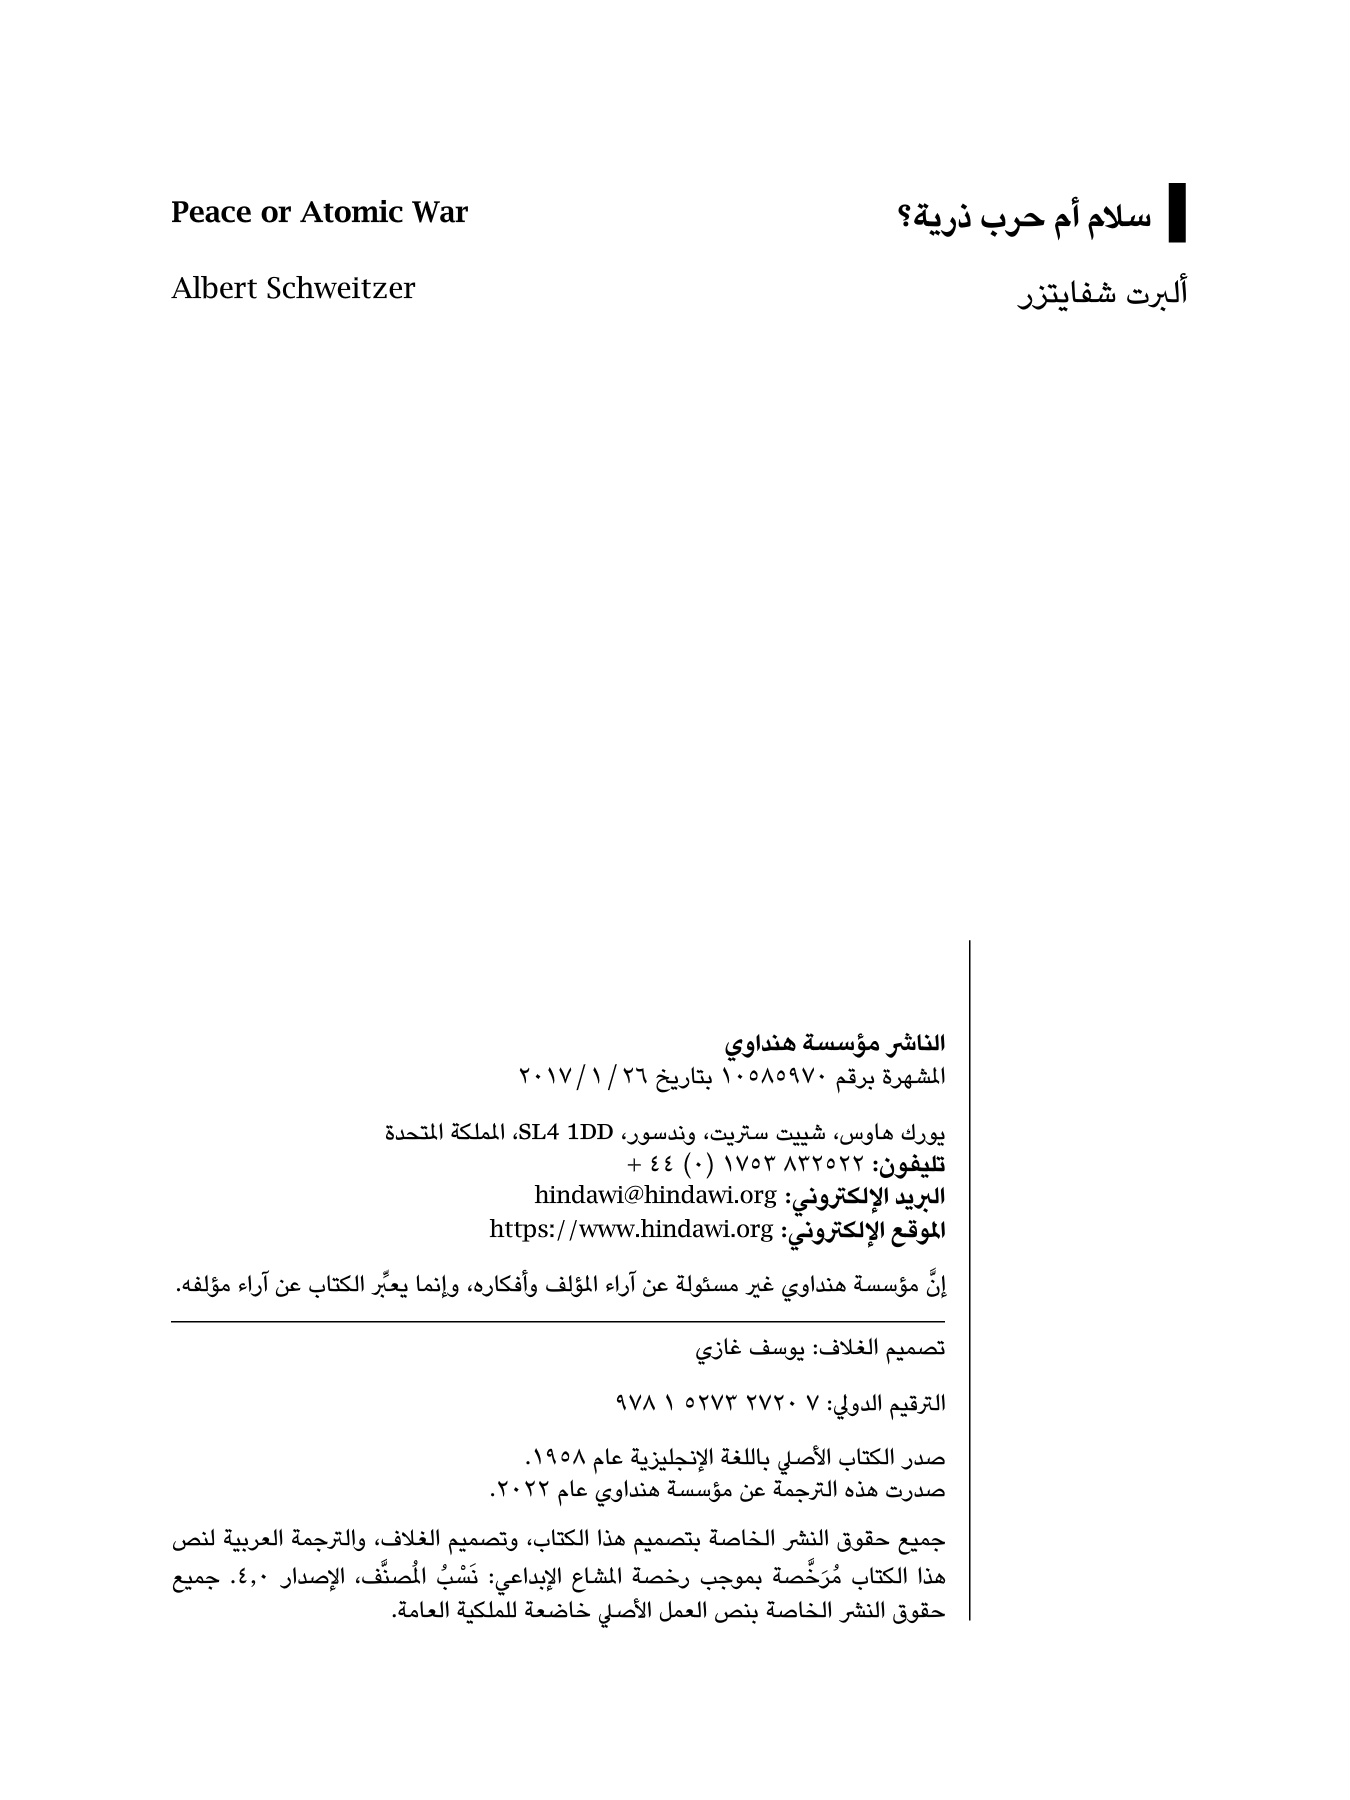 سلام أم حرب ذرية؟
Peace or Atomic War
ألبرت شفايتزر
Albert Schweitzer
الناشر مؤسسة هنداوي
المشهرة برقم ١٠٥٨٥٩٧٠ بتاريخ ٢٦ / ١ / ٢٠١٧
يورك هاوس، شييت ستريت، وندسور، SL4 1DD، المملكة المتحدة
تليفون: ٨٣٢٥٢٢ ١٧٥٣ (٠) ٤٤ +
البريد الإلكتروني: hindawi@hindawi.org
الموقع الإلكتروني: https://www.hindawi.org
إنَّ مؤسسة هنداوي غير مسئولة عن آراء المؤلف وأفكاره، وإنما يعبِّر الكتاب عن آراء مؤلفه.
تصميم الغلاف: يوسف غازي
الترقيم الدولي: ٧ ٢٧٢٠ ٥٢٧٣ ١ ٩٧٨
صدر الكتاب الأصلي باللغة الإنجليزية عام ١٩٥٨.
صدرت هذه الترجمة عن مؤسسة هنداوي عام ٢٠٢٢.
جميع حقوق النشر الخاصة بتصميم هذا الكتاب، وتصميم الغلاف، والترجمة العربية لنص
هذا الكتاب مُرَخَّصة بموجب رخصة المشاع الإبداعي: نَسْبُ المُصنَّف، الإصدار ٤,٠. جميع
حقوق النشر الخاصة بنص العمل الأصلي خاضعة للملكية العامة.